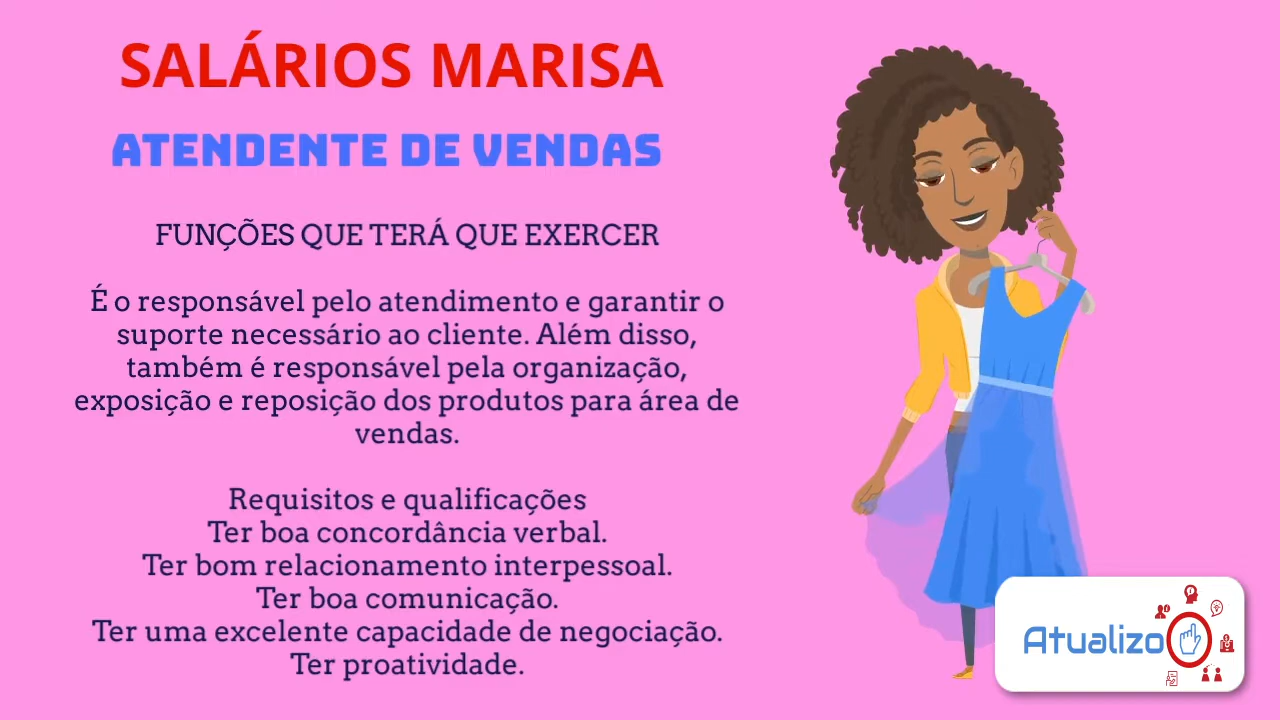 SALÁRIOS MARISA
ATENDENTE DE VENDAS
FUNÇÕES QUE TERÁ QUE EXERCER
É o responsável pelo atendimento e garantir o
suporte necessário ao cliente. Além disso,
também é responsável pela organização,
exposição e reposição dos produtos para área de
vendas.
Requisitos e qualificações
Ter boa concordância verbal.
Ter bom relacionamento interpessoal.
Ter boa comunicação.
Ter uma excelente capacidade de negociação.
Ter proatividade.
Atualizo